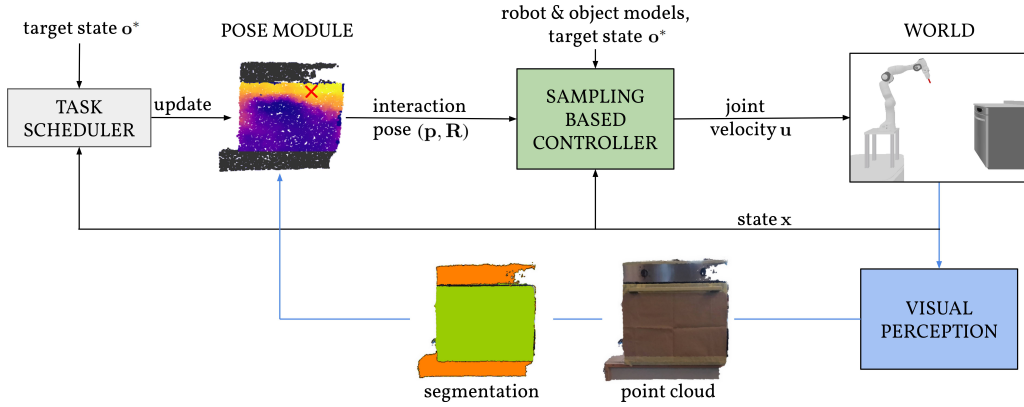 target state o*
POSE MODULE
robot & object models,
target state o*
WORLD
TASK
SCHEDULER
update
interaction
pose (p, R)
SAMPLING
BASED
CONTROLLER
joint
velocity u
state x
VISUAL
PERCEPTION
segmentation
point cloud